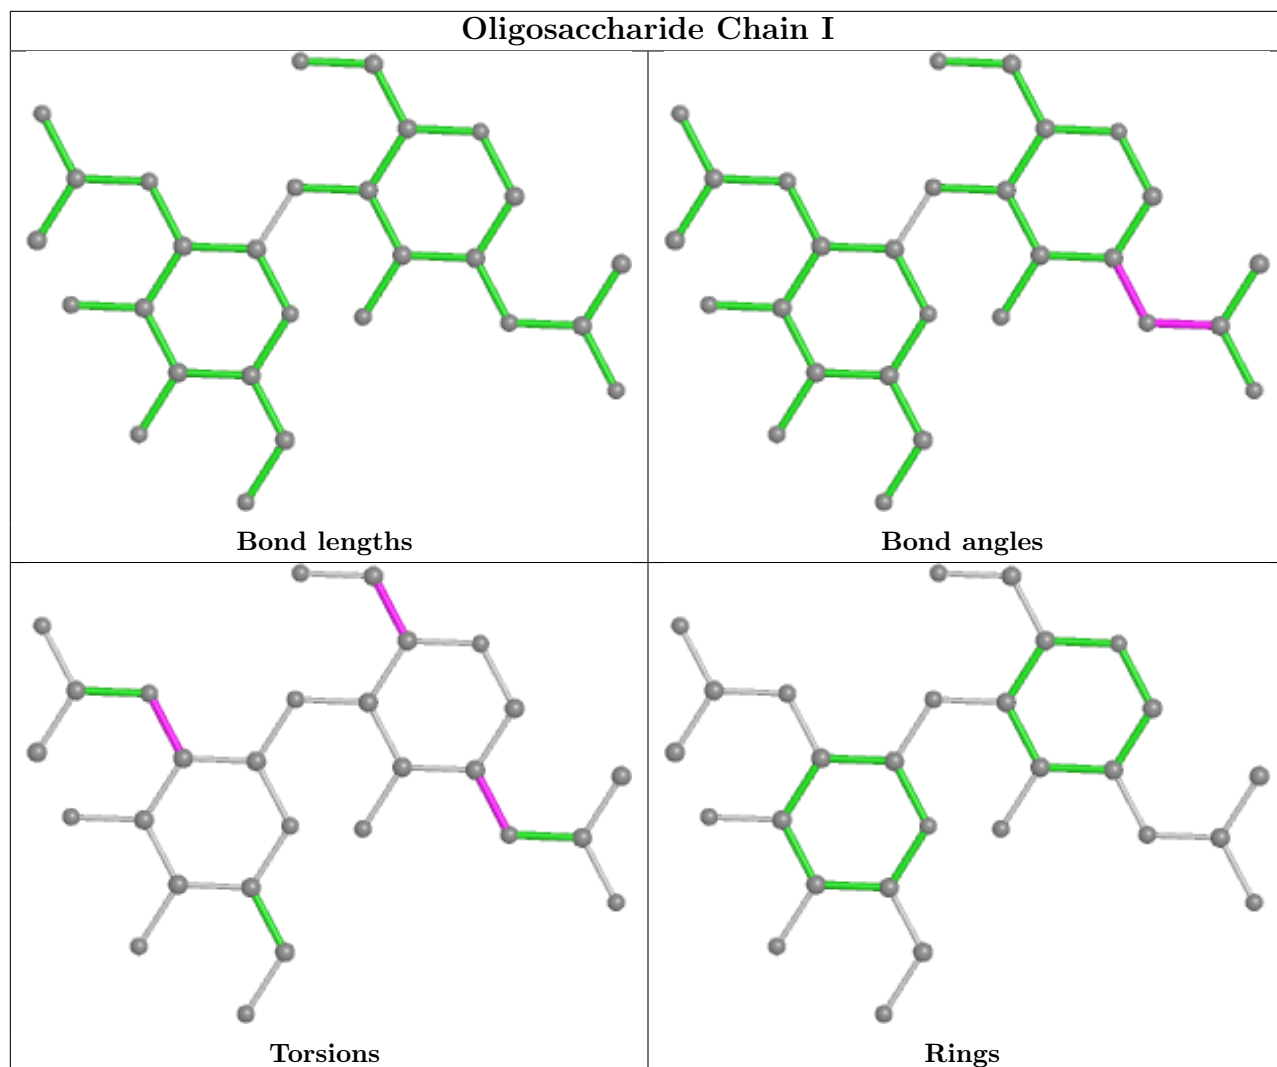 Oligosaccharide Chain I
Bond lengths
Bond angles
Torsions
Rings